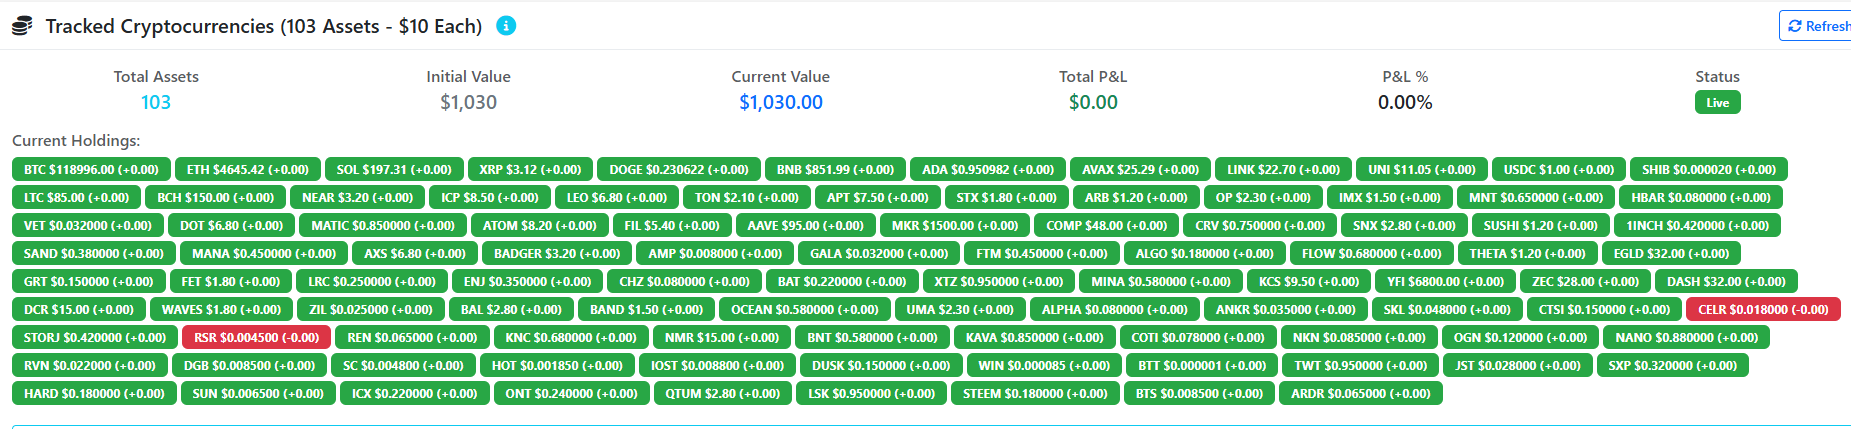 Tracked Cryptocurrencies (103 Assets - $10 Each)
Refresh
Total Assets Initial Value Current Value Total P&L P&L % Status
103 $1,030 $1,030.00 $0.00 0.00% Live
Current Holdings:
BTC $118996.00 (+0.00) ETH $4645.42 (+0.00) SOL $197.31 (+0.00) XRP $3.12 (+0.00) DOGE $0.230622 (+0.00) BNB $851.99 (+0.00) ADA $0.950982 (+0.00) AVAX $25.29 (+0.00) LINK $22.70 (+0.00) UNI $11.05 (+0.00) USDC $1.00 (+0.00) SHIB $0.000020 (+0.00)
LTC $85.00 (+0.00) BCH $150.00 (+0.00) NEAR $3.20 (+0.00) ICP $8.50 (+0.00) LEO $6.80 (+0.00) TON $2.10 (+0.00) APT $7.50 (+0.00) STX $1.80 (+0.00) ARB $1.20 (+0.00) OP $2.30 (+0.00) IMX $1.50 (+0.00) MNT $0.650000 (+0.00) HBAR $0.080000 (+0.00)
VET $0.032000 (+0.00) DOT $6.80 (+0.00) MATIC $0.850000 (+0.00) ATOM $8.20 (+0.00) FIL $5.40 (+0.00) AAVE $95.00 (+0.00) MKR $1500.00 (+0.00) COMP $48.00 (+0.00) CRV $0.750000 (+0.00) SNX $2.80 (+0.00) SUSHI $1.20 (+0.00) 1INCH $0.420000 (+0.00)
SAND $0.380000 (+0.00) MANA $0.450000 (+0.00) AXS $6.80 (+0.00) BADGER $3.20 (+0.00) AMP $0.008000 (+0.00) GALA $0.032000 (+0.00) FTM $0.450000 (+0.00) ALGO $0.180000 (+0.00) FLOW $0.680000 (+0.00) THETA $1.20 (+0.00) EGLD $32.00 (+0.00)
GRT $0.150000 (+0.00) FET $1.80 (+0.00) LRC $0.250000 (+0.00) ENJ $0.350000 (+0.00) CHZ $0.080000 (+0.00) BAT $0.220000 (+0.00) XTZ $0.950000 (+0.00) MINA $0.580000 (+0.00) KCS $9.50 (+0.00) YFI $6800.00 (+0.00) ZEC $28.00 (+0.00) DASH $32.00 (+0.00)
DCR $15.00 (+0.00) WAVES $1.80 (+0.00) ZIL $0.025000 (+0.00) BAL $2.80 (+0.00) BAND $1.50 (+0.00) OCEAN $0.580000 (+0.00) UMA $2.30 (+0.00) ALPHA $0.080000 (+0.00) ANKR $0.035000 (+0.00) SKL $0.048000 (+0.00) CTSI $0.150000 (+0.00) CELR $0.018000 (-0.00)
STORJ $0.420000 (+0.00) RSR $0.004500 (-0.00) REN $0.065000 (+0.00) KNC $0.680000 (+0.00) NMR $15.00 (+0.00) BNT $0.580000 (+0.00) KAVA $0.850000 (+0.00) COTI $0.078000 (+0.00) NKN $0.085000 (+0.00) OGN $0.120000 (+0.00) NANO $0.880000 (+0.00)
RVN $0.022000 (+0.00) DGB $0.008500 (+0.00) SC $0.004800 (+0.00) HOT $0.001850 (+0.00) IOST $0.008800 (+0.00) DUSK $0.150000 (+0.00) WIN $0.000085 (+0.00) BTT $0.000001 (+0.00) TWT $0.950000 (+0.00) JST $0.028000 (+0.00) SXP $0.320000 (+0.00)
HARD $0.180000 (+0.00) SUN $0.006500 (+0.00) ICX $0.220000 (+0.00) ONT $0.240000 (+0.00) QTUM $2.80 (+0.00) LSK $0.950000 (+0.00) STEEM $0.180000 (+0.00) BTS $0.008500 (+0.00) ARDR $0.065000 (+0.00)